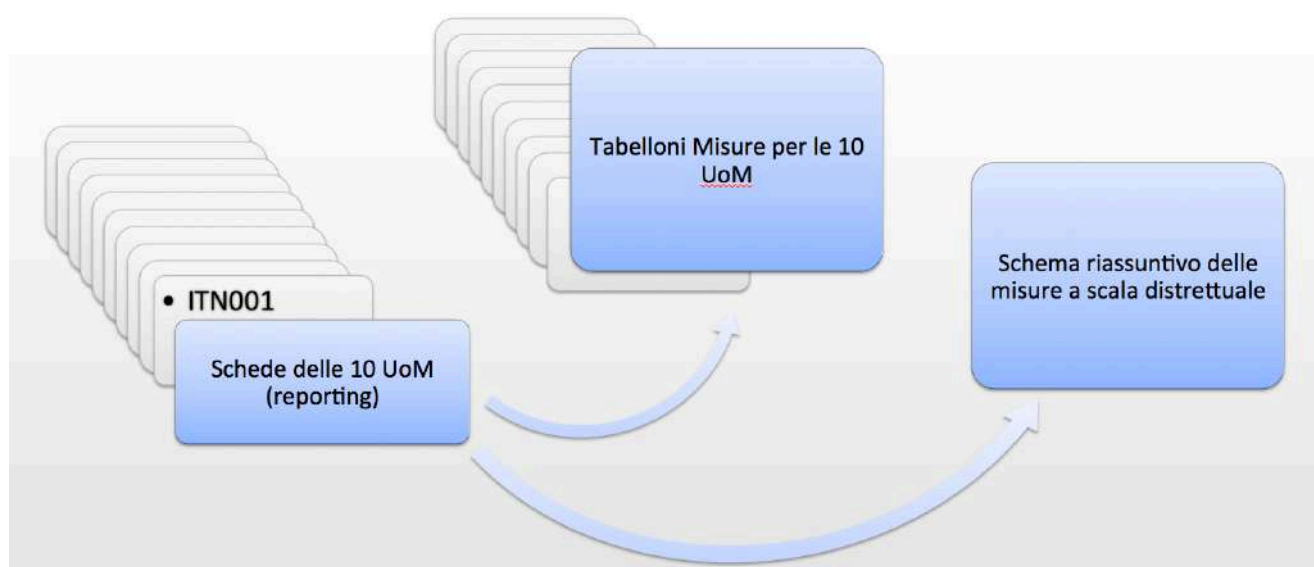 Tabelloni Misure per le 10
UoM
Schema riassuntivo delle
misure a scala distrettuale
• ITN001
Schede delle 10 UoM
(reporting)